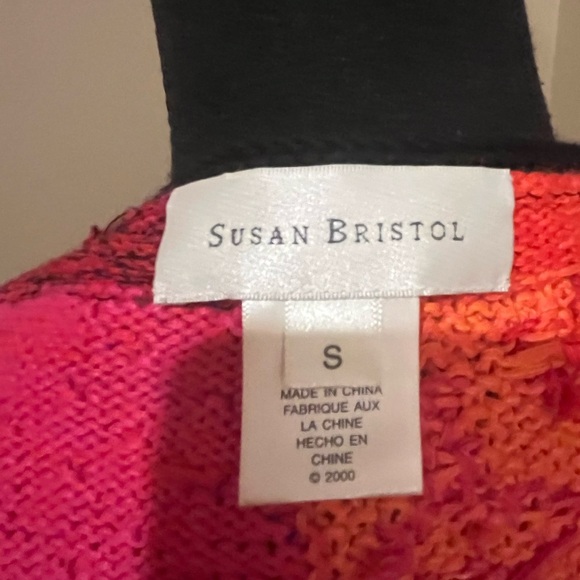 SUSAN BRISTOL
S
MADE IN CHINA
FABRIQUE AUX
LA CHINE
HECHO EN
CHINE
© 2000